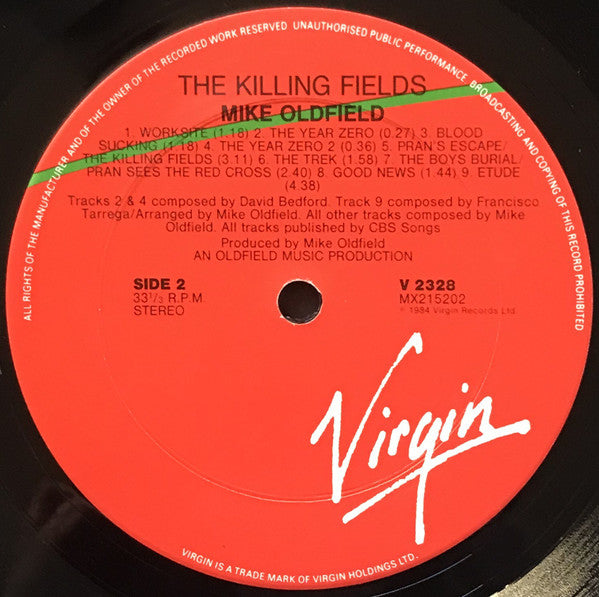 ALL RIGHTS OF THE MANUFACTURER AND OF THE OWNER OF THE RECORDED WORK RESERVED UNAUTHORISED PUBLIC PERFORMANCE, BROADCASTING AND COPYING OF THIS RECORD PROHIBITED
THE KILLING FIELDS
MIKE OLDFIELD
1. WORKSITE (1.18) 2. THE YEAR ZERO (0.27) 3. BLOOD
SUCKING (1.18) 4. THE YEAR ZERO 2 (0.36) 5. PRAN'S ESCAPE/
THE KILLING FIELDS (3.11) 6. THE TREK (1.58) 7. THE BOYS BURIAL/
PRAN SEES THE RED CROSS (2.40) 8. GOOD NEWS (1.44) 9. ETUDE
(4.38)
Tracks 2 & 4 composed by David Bedford. Track 9 composed by Francisco
Tarrega/Arranged by Mike Oldfield. All other tracks composed by Mike
Oldfield. All tracks published by CBS Songs
Produced by Mike Oldfield
AN OLDFIELD MUSIC PRODUCTION
SIDE 2
33⅓ R.P.M.
STEREO
V 2328
MX215202
℗ 1984 Virgin Records Ltd.
Virgin
VIRGIN IS A TRADE MARK OF VIRGIN HOLDINGS LTD.